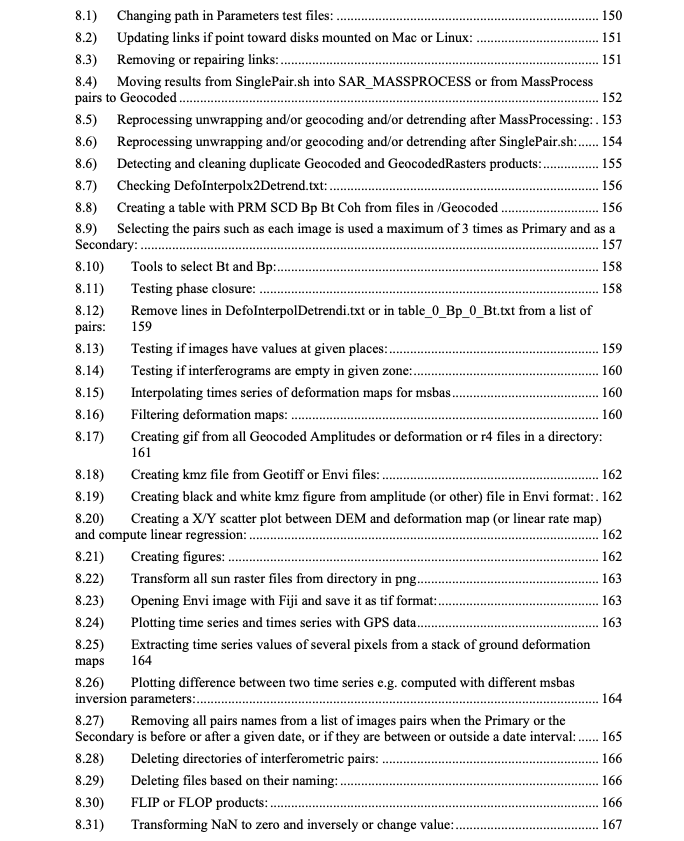 8.1) Changing path in Parameters test files: ........ 150
8.2) Updating links if point toward disks mounted on Mac or Linux: ........ 151
8.3) Removing or repairing links: ........ 151
8.4) Moving results from SinglePair.sh into SAR_MASSPROCESS or from MassProcess
pairs to Geocoded ........ 152
8.5) Reprocessing unwrapping and/or geocoding and/or detrending after MassProcessing: . 153
8.6) Reprocessing unwrapping and/or geocoding and/or detrending after SinglePair.sh: ...... 154
8.6) Detecting and cleaning duplicate Geocoded and GeocodedRasters products: ........ 155
8.7) Checking DefoInterpolx2Detrend.txt: ........ 156
8.8) Creating a table with PRM SCD Bp Bt Coh from files in /Geocoded ........ 156
8.9) Selecting the pairs such as each image is used a maximum of 3 times as Primary and as a
Secondary: ........ 157
8.10) Tools to select Bt and Bp: ........ 158
8.11) Testing phase closure: ........ 158
8.12) Remove lines in DefoInterpolDetrendi.txt or in table_0_Bp_0_Bt.txt from a list of
pairs: 159
8.13) Testing if images have values at given places: ........ 159
8.14) Testing if interferograms are empty in given zone: ........ 160
8.15) Interpolating times series of deformation maps for msbas ........ 160
8.16) Filtering deformation maps: ........ 160
8.17) Creating gif from all Geocoded Amplitudes or deformation or r4 files in a directory:
161
8.18) Creating kmz file from Geotiff or Envi files: ........ 162
8.19) Creating black and white kmz figure from amplitude (or other) file in Envi format: . 162
8.20) Creating a X/Y scatter plot between DEM and deformation map (or linear rate map)
and compute linear regression: ........ 162
8.21) Creating figures: ........ 162
8.22) Transform all sun raster files from directory in png ........ 163
8.23) Opening Envi image with Fiji and save it as tif format: ........ 163
8.24) Plotting time series and times series with GPS data ........ 163
8.25) Extracting time series values of several pixels from a stack of ground deformation
maps 164
8.26) Plotting difference between two time series e.g. computed with different msbas
inversion parameters: ........ 164
8.27) Removing all pairs names from a list of images pairs when the Primary or the
Secondary is before or after a given date, or if they are between or outside a date interval: ...... 165
8.28) Deleting directories of interferometric pairs: ........ 166
8.29) Deleting files based on their naming: ........ 166
8.30) FLIP or FLOP products: ........ 166
8.31) Transforming NaN to zero and inversely or change value: ........ 167